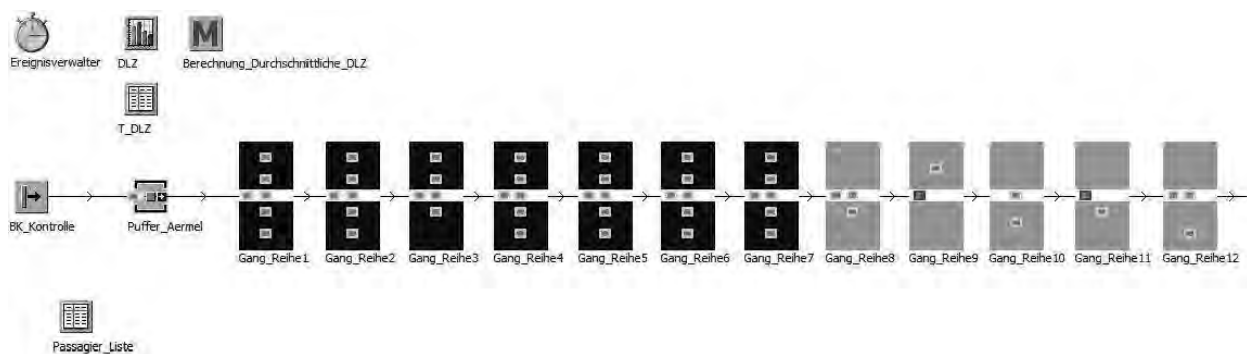 M
Ereignisverwalter
DLZ
Berechnung_Durchschnittliche_DLZ
T_DLZ
BK_Kontrolle
Puffer_Aermel
Gang_Reihe1
Gang_Reihe2
Gang_Reihe3
Gang_Reihe4
Gang_Reihe5
Gang_Reihe6
Gang_Reihe7
Gang_Reihe8
Gang_Reihe9
Gang_Reihe10
Gang_Reihe11
Gang_Reihe12
Passagier_Liste